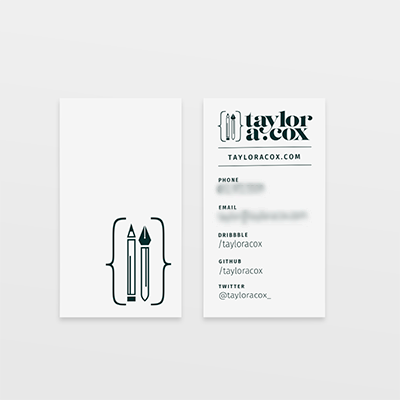 taylor
a. cox
TAYLORACOX.COM
PHONE
EMAIL
DRIBBBLE
/tayloracox
GITHUB
/tayloracox
TWITTER
@tayloracox_